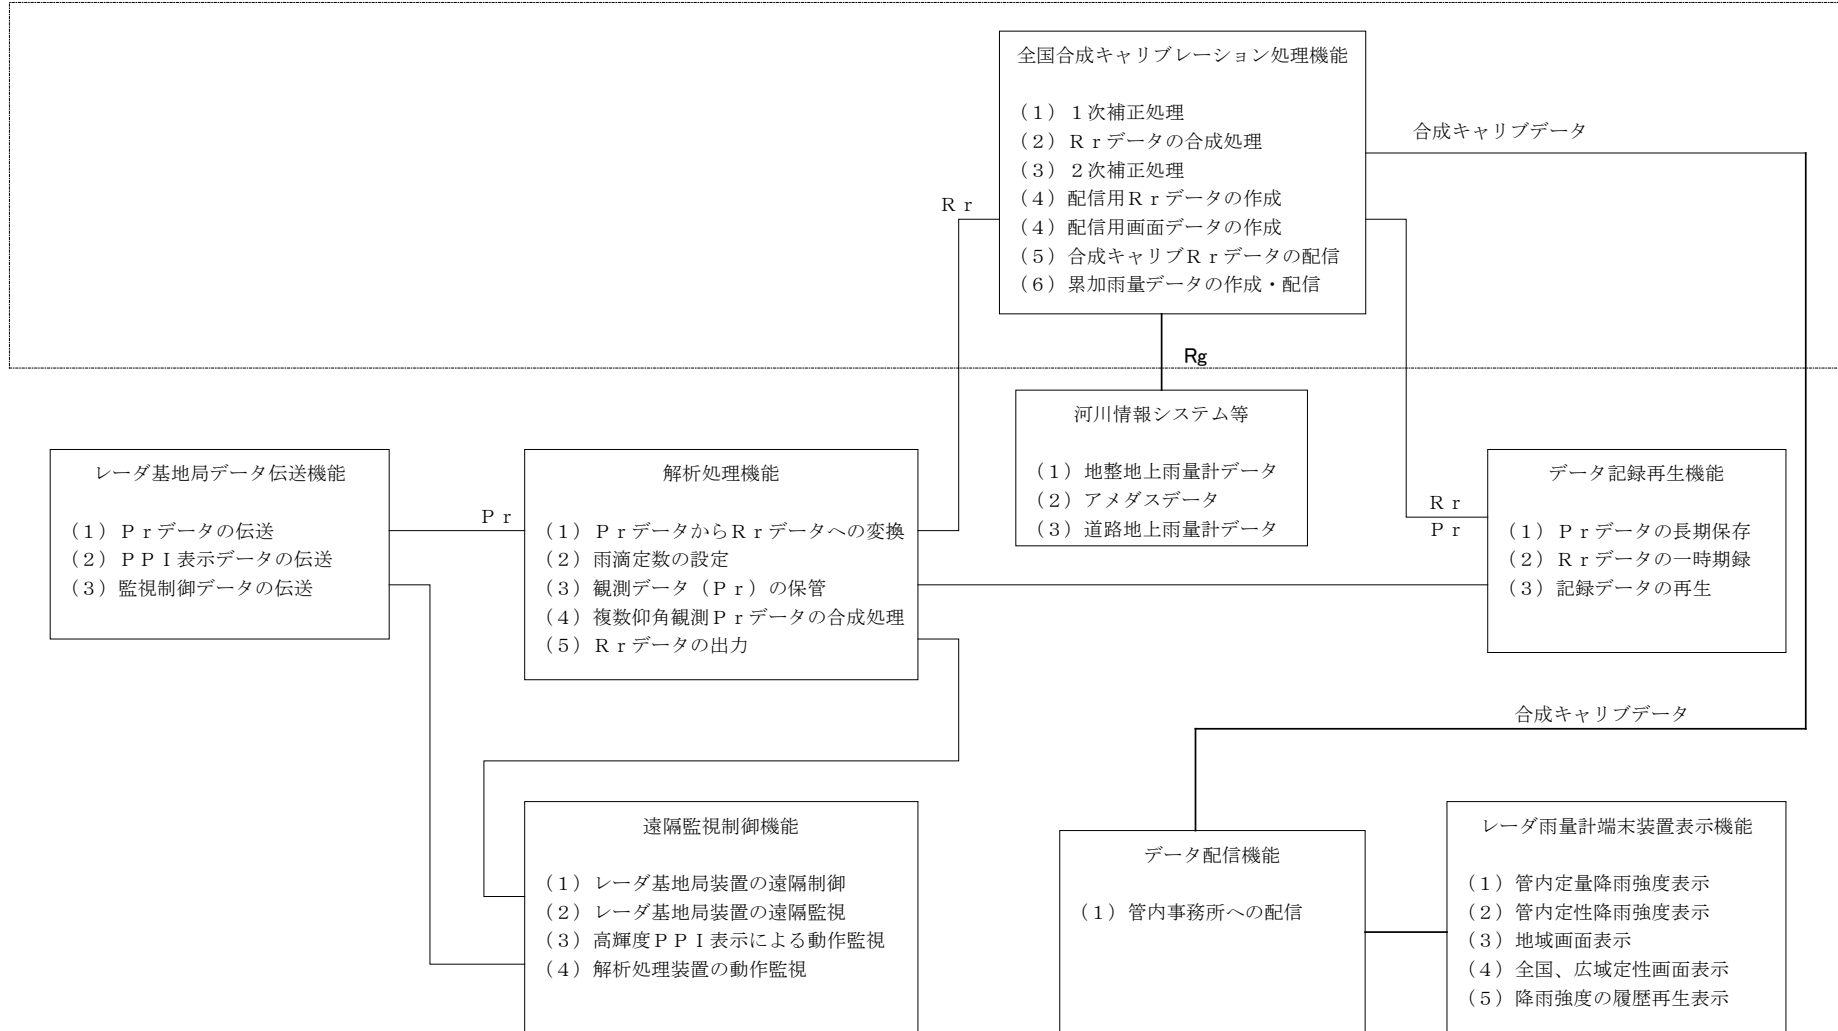 全国合成キャリブレーション処理機能
（１）１次補正処理
（２）Ｒｒデータの合成処理
（３）２次補正処理
（４）配信用Ｒｒデータの作成
（４）配信用画面データの作成
（５）合成キャリブＲｒデータの配信
（６）累加雨量データの作成・配信
合成キャリブデータ
Ｒｒ
Rg
河川情報システム等
（１）地整地上雨量計データ
（２）アメダスデータ
（３）道路地上雨量計データ
レーダ基地局データ伝送機能
（１）Ｐｒデータの伝送
（２）ＰＰＩ表示データの伝送
（３）監視制御データの伝送
Ｐｒ
解析処理機能
（１）ＰｒデータからＲｒデータへの変換
（２）雨滴定数の設定
（３）観測データ（Ｐｒ）の保管
（４）複数仰角観測Ｐｒデータの合成処理
（５）Ｒｒデータの出力
Ｒｒ
Ｐｒ
データ記録再生機能
（１）Ｐｒデータの長期保存
（２）Ｒｒデータの一時期録
（３）記録データの再生
合成キャリブデータ
遠隔監視制御機能
（１）レーダ基地局装置の遠隔制御
（２）レーダ基地局装置の遠隔監視
（３）高輝度ＰＰＩ表示による動作監視
（４）解析処理装置の動作監視
データ配信機能
（１）管内事務所への配信
レーダ雨量計端末装置表示機能
（１）管内定量降雨強度表示
（２）管内定性降雨強度表示
（３）地域画面表示
（４）全国、広域定性画面表示
（５）降雨強度の履歴再生表示